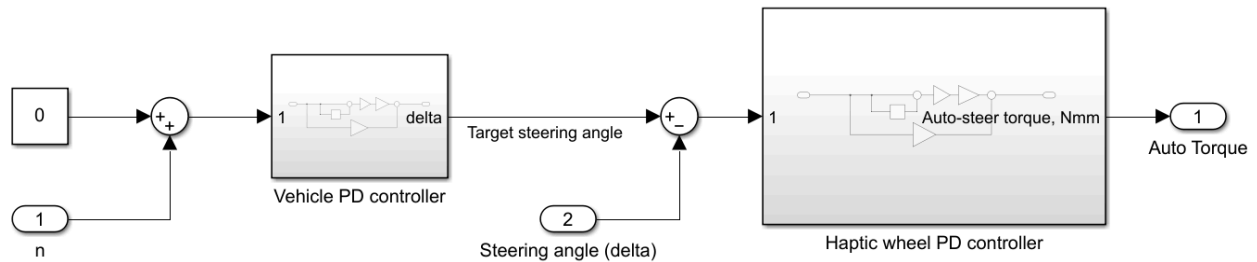 0
+
+
1
n
1
delta
Vehicle PD controller
Target steering angle
+
−
2
Steering angle (delta)
1
Auto-steer torque, Nmm
Haptic wheel PD controller
1
Auto Torque